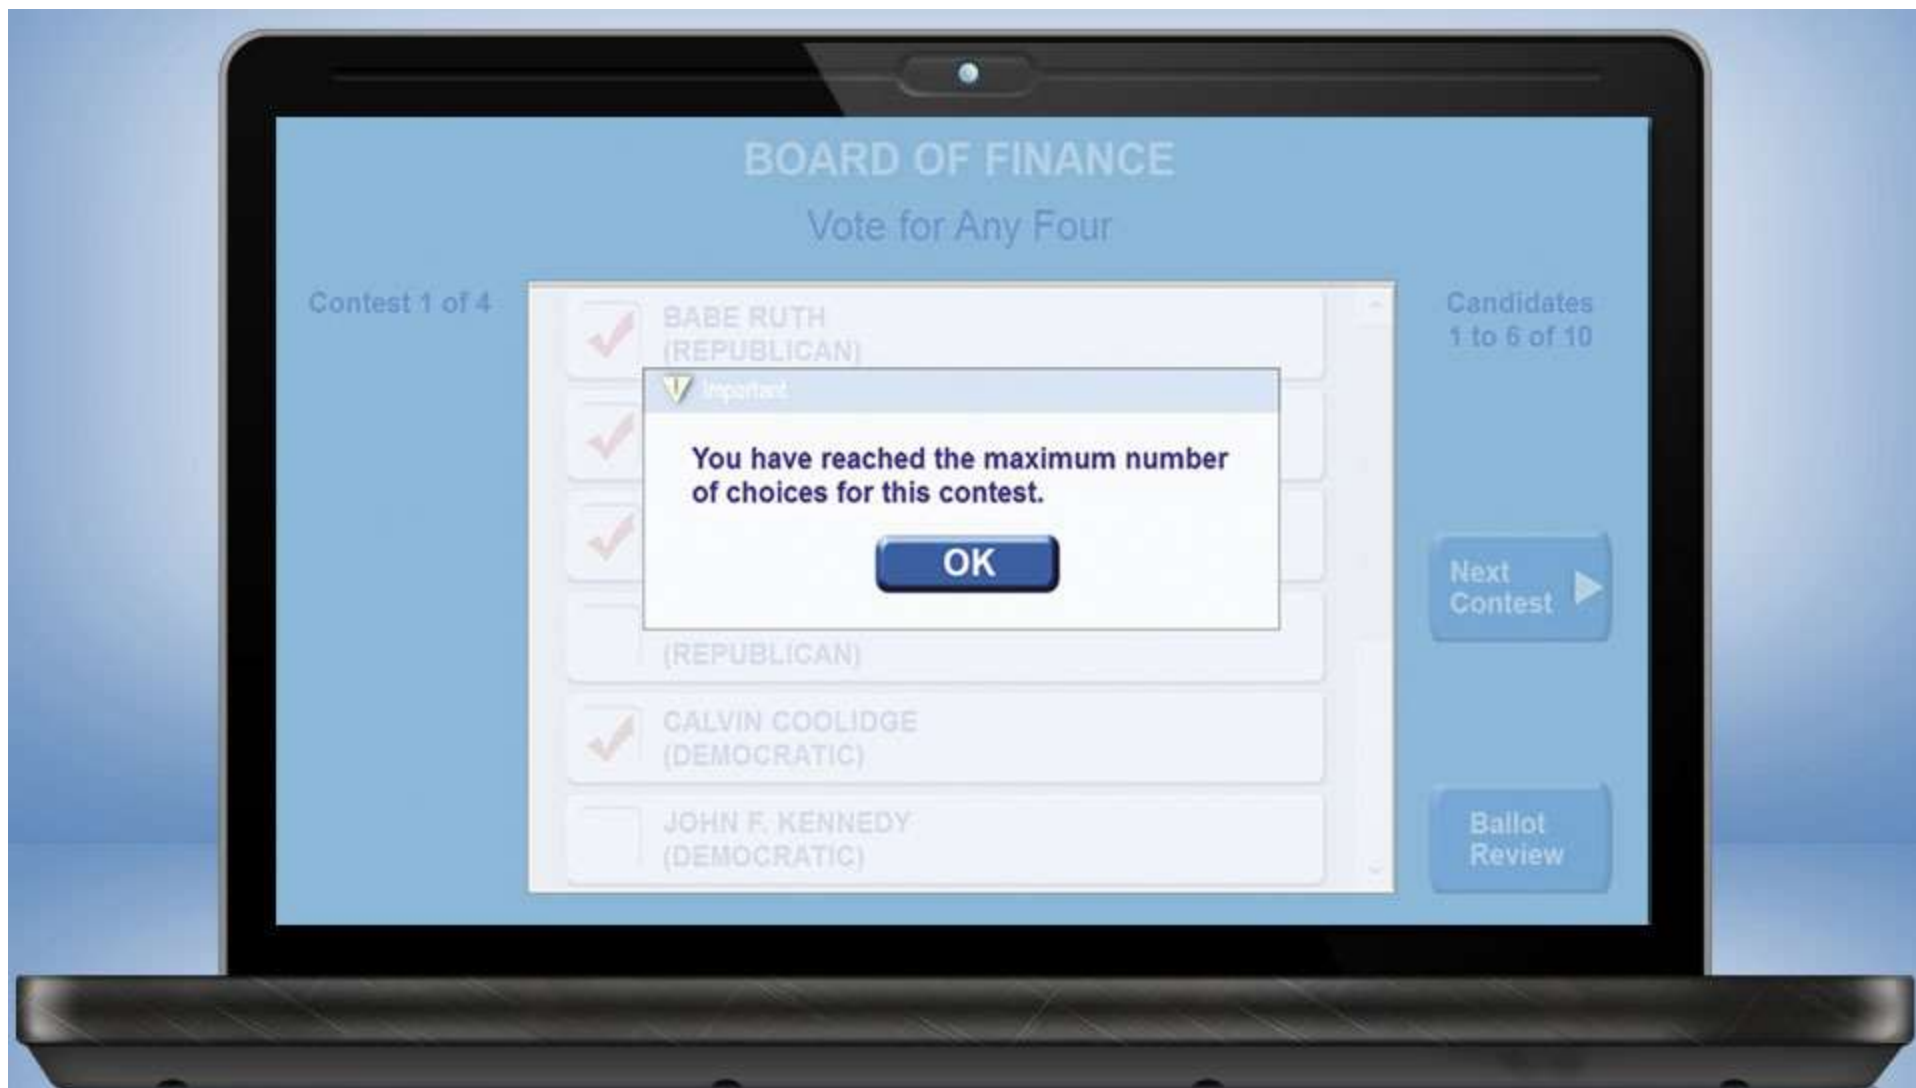 BOARD OF FINANCE
Vote for Any Four
Contest 1 of 4
Candidates
1 to 6 of 10
BABE RUTH
(REPUBLICAN)
Important
You have reached the maximum number
of choices for this contest.
OK
Next
Contest
(REPUBLICAN)
CALVIN COOLIDGE
(DEMOCRATIC)
JOHN F. KENNEDY
(DEMOCRATIC)
Ballot
Review